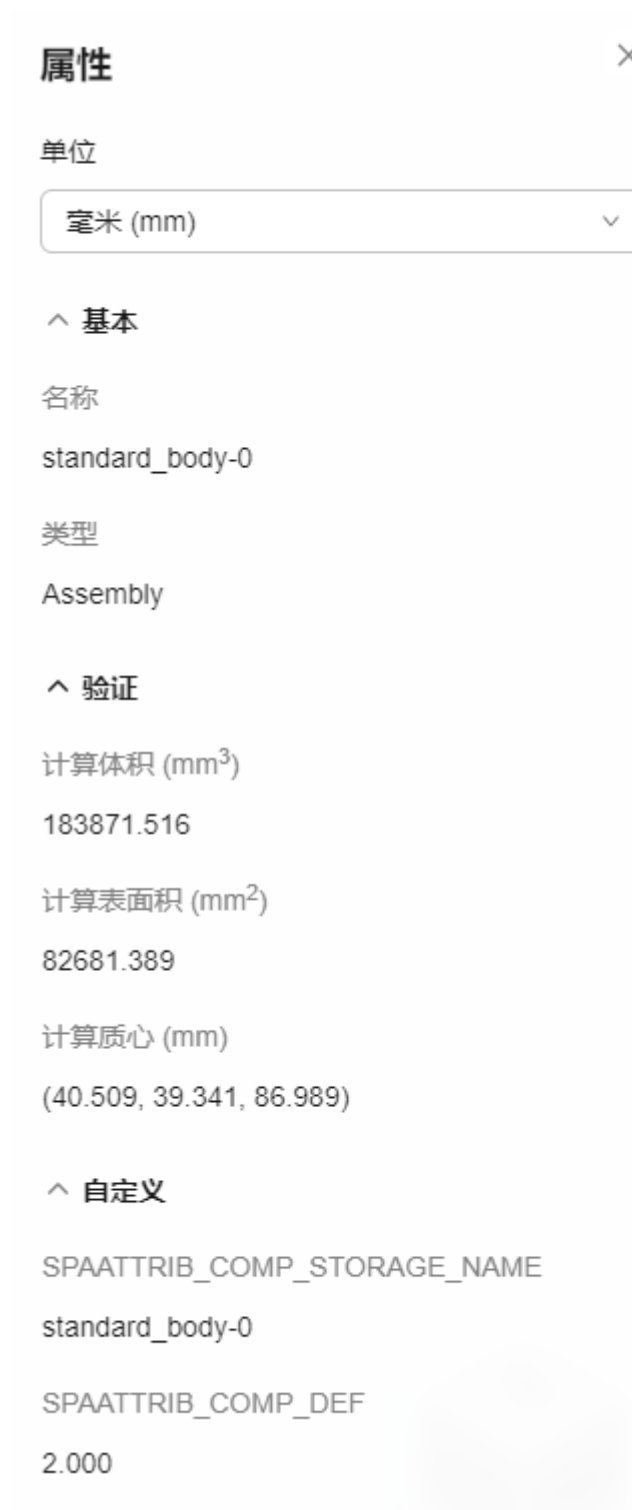 属性
单位
毫米 (mm)
基本
名称
standard_body-0
类型
Assembly
验证
计算体积 (mm³)
183871.516
计算表面积 (mm²)
82681.389
计算质心 (mm)
(40.509, 39.341, 86.989)
自定义
SPAATTRIB_COMP_STORAGE_NAME
standard_body-0
SPAATTRIB_COMP_DEF
2.000